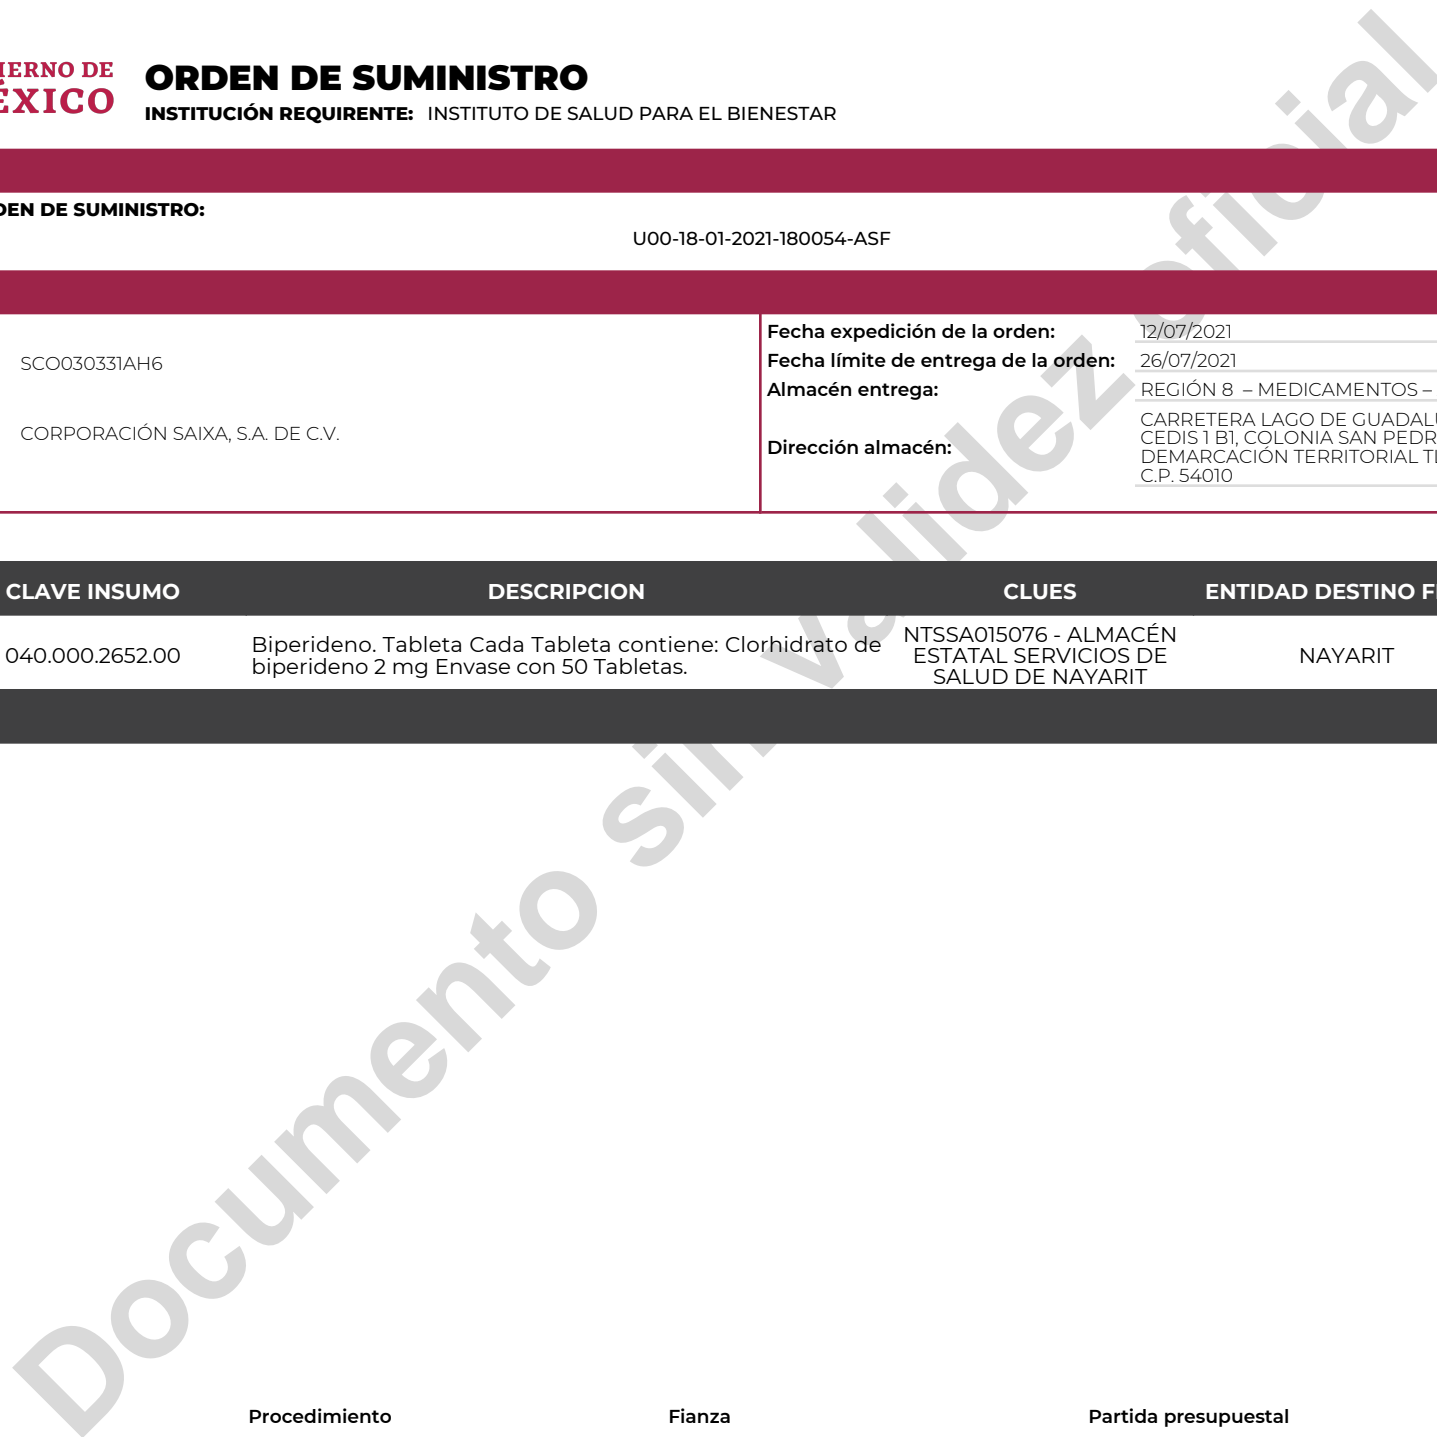 IERNO DE
ÉXICO
ORDEN DE SUMINISTRO
INSTITUCIÓN REQUIRENTE: INSTITUTO DE SALUD PARA EL BIENESTAR
DEN DE SUMINISTRO:
U00-18-01-2021-180054-ASF
SCO030331AH6
CORPORACIÓN SAIXA, S.A. DE C.V.
Fecha expedición de la orden: 12/07/2021
Fecha límite de entrega de la orden: 26/07/2021
Almacén entrega: REGIÓN 8 – MEDICAMENTOS –
Dirección almacén:
CARRETERA LAGO DE GUADALU
CEDIS 1 B1, COLONIA SAN PEDR
DEMARCACIÓN TERRITORIAL TL
C.P. 54010
CLAVE INSUMO DESCRIPCION CLUES ENTIDAD DESTINO FI
040.000.2652.00
Biperideno. Tableta Cada Tableta contiene: Clorhidrato de
biperideno 2 mg Envase con 50 Tabletas.
NTSSA015076 - ALMACÉN
ESTATAL SERVICIOS DE
SALUD DE NAYARIT
NAYARIT
Documento sin validez oficial
Procedimiento Fianza Partida presupuestal